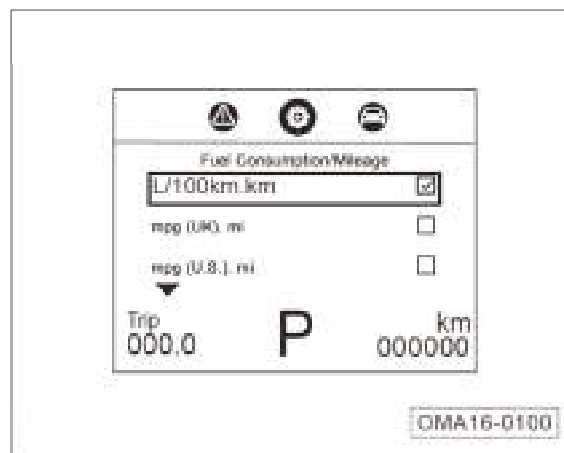 Fuel Consumption/Mileage
L/100km.km
mpg (UK). mi
mpg (U.S.). mi
Trip
000.0
P
km
000000
OMA16-0100